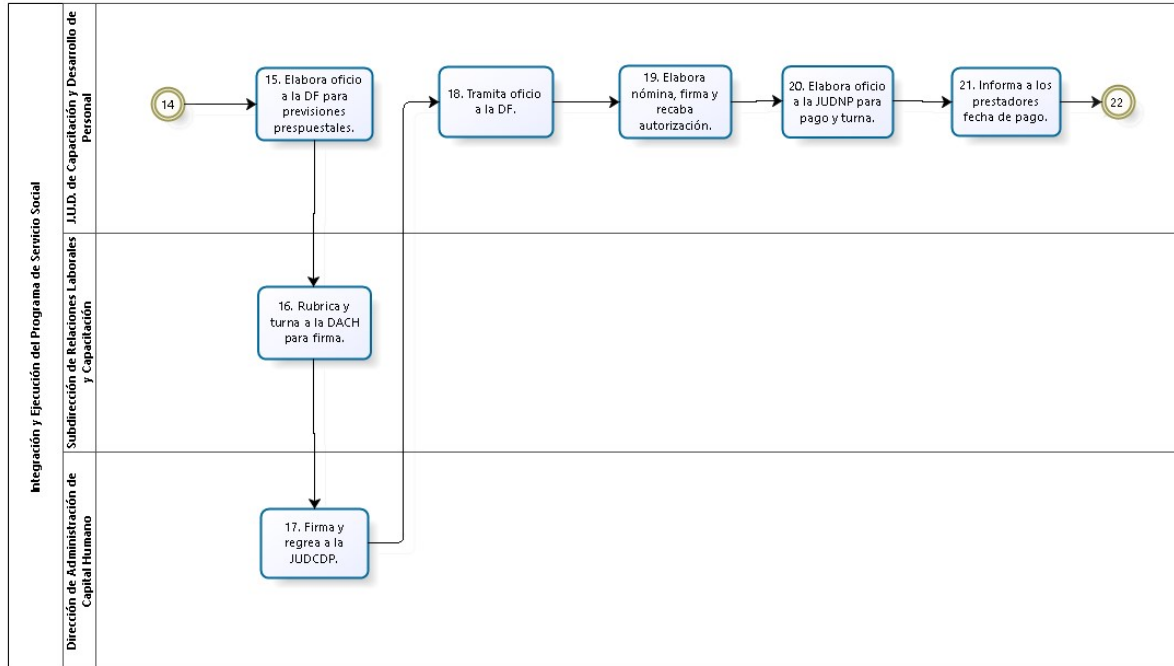 Integración y Ejecución del Programa de Servicio Social
J.U.D. de Capacitación y Desarrollo de
Personal
14
15. Elabora oficio
a la DF para
previsiones
prespuestales.
18. Tramita oficio
a la DF.
19. Elabora
nómina, firma y
recaba
autorización.
20. Elabora oficio
a la JUDNP para
pago y turna.
21. Informa a los
prestadores
fecha de pago.
22
Subdirección de Relaciones Laborales
y Capacitación
16. Rubrica y
turna a la DACH
para firma.
Dirección de Administración de
Capital Humano
17. Firma y
regrea a la
JUDCDP.